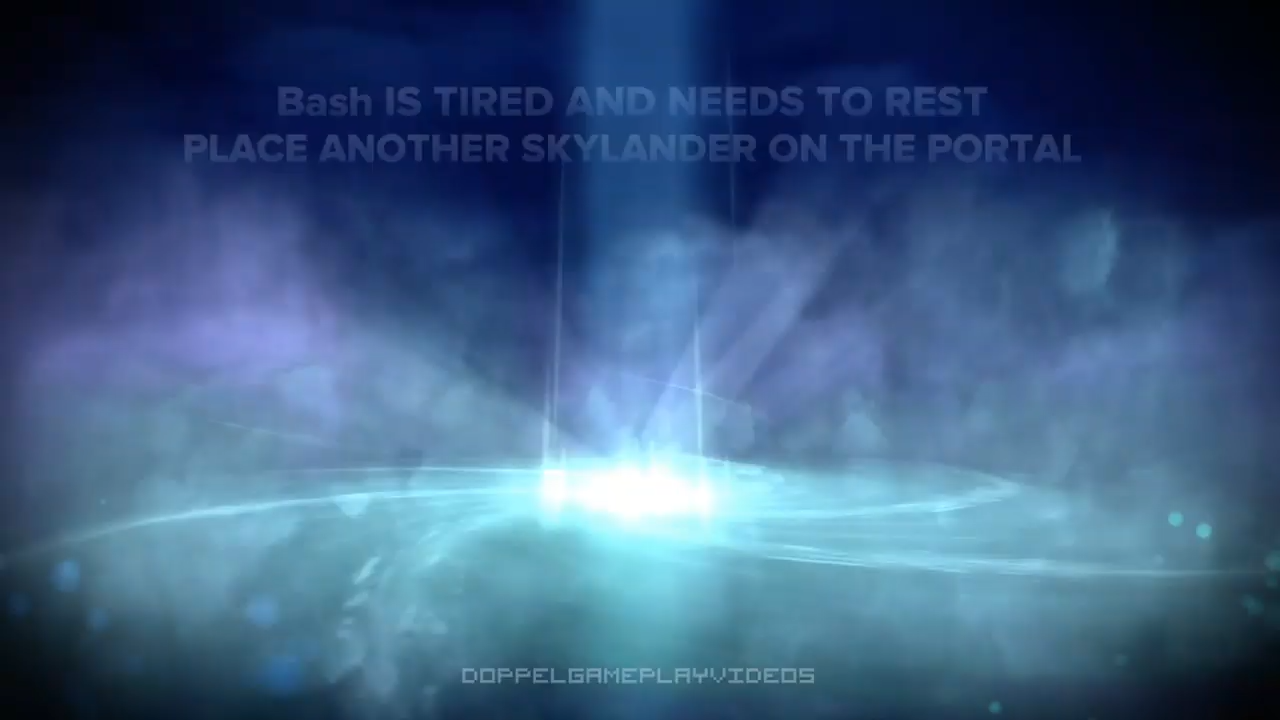 Bash IS TIRED AND NEEDS TO REST
PLACE ANOTHER SKYLANDER ON THE PORTAL
DOPPELGAMEPLAYVIDEOS